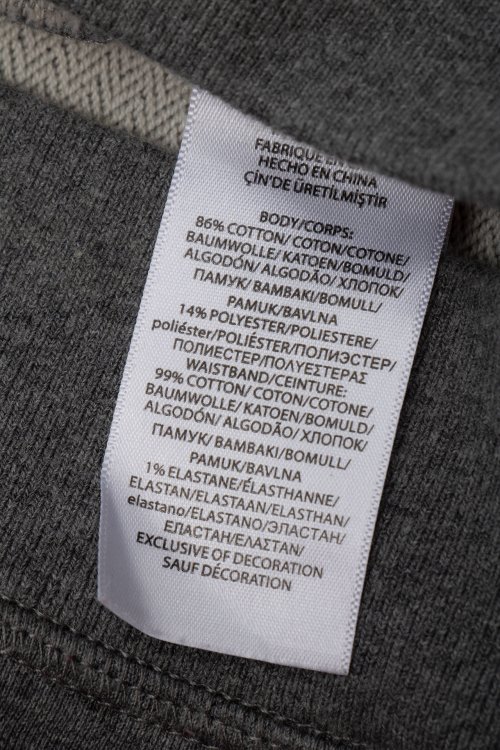 FABRIQUE EN
HECHO EN CHINA
ÇİN'DE ÜRETİLMİŞTİR
BODY/CORPS:
86% COTTON/ COTON/COTONE/
BAUMWOLLE/ KATOEN/BOMULD/
ALGODÓN/ ALGODÃO/ ХЛОПОК/
ПАМУК/ BAMBAKI/BOMULL/
PAMUK/BAVLNA
14% POLYESTER/POLIESTERE/
poliéster/POLIÉSTER/ПОЛИЭСТЕР/
ПОЛИЕСТЕР/ΠΟΛΥΕΣΤΕΡΑΣ
WAISTBAND/CEINTURE:
99% COTTON/ COTON/COTONE/
BAUMWOLLE/ KATOEN/BOMULD/
ALGODÓN/ ALGODÃO/ ХЛОПОК/
ПАМУК/ BAMBAKI/BOMULL/
PAMUK/BAVLNA
1% ELASTANE/ÉLASTHANNE/
ELASTAN/ELASTAAN/ELASTHAN/
elastano/ELASTANO/ЭЛАСТАН/
ЕЛАСТАН/ΕΛΑΣΤΑΝ/
EXCLUSIVE OF DECORATION
SAUF DÉCORATION